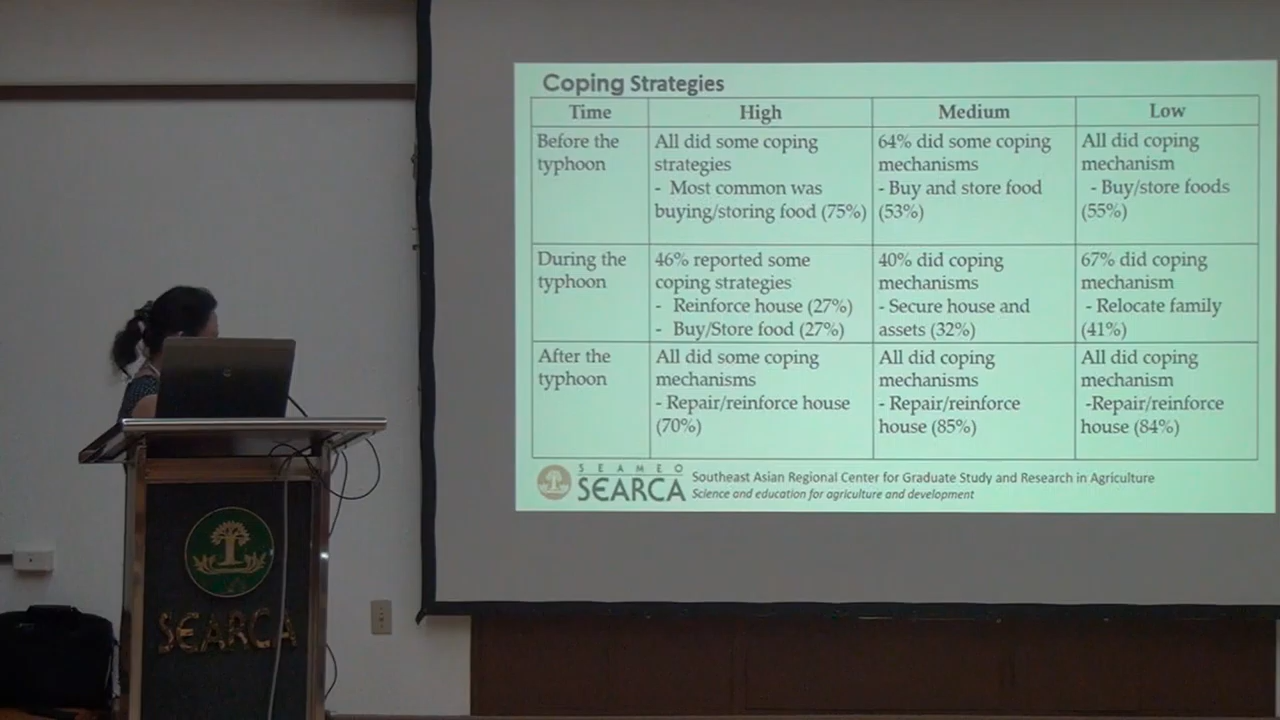 Coping Strategies
Time High Medium Low
Before the typhoon
All did some coping
strategies
- Most common was
buying/storing food (75%)
64% did some coping
mechanisms
- Buy and store food
(53%)
All did coping
mechanism
- Buy/store foods
(55%)
During the typhoon
46% reported some
coping strategies
- Reinforce house (27%)
- Buy/Store food (27%)
40% did coping
mechanisms
- Secure house and
assets (32%)
67% did coping
mechanism
- Relocate family
(41%)
After the typhoon
All did some coping
mechanisms
- Repair/reinforce house
(70%)
All did coping
mechanisms
- Repair/reinforce
house (85%)
All did coping
mechanism
-Repair/reinforce
house (84%)
SEAMEO
SEARCA
Southeast Asian Regional Center for Graduate Study and Research in Agriculture
Science and education for agriculture and development
SEARCA